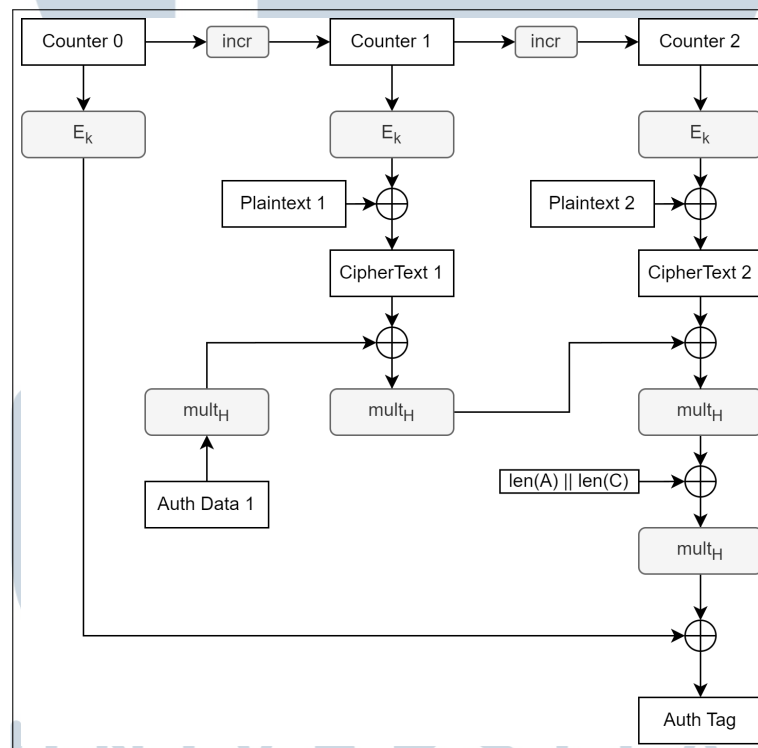 Counter 0
incr
Counter 1
incr
Counter 2
Ek
Ek
Ek
Plaintext 1
Plaintext 2
CipherText 1
CipherText 2
multH
multH
multH
Auth Data 1
len(A) || len(C)
multH
Auth Tag